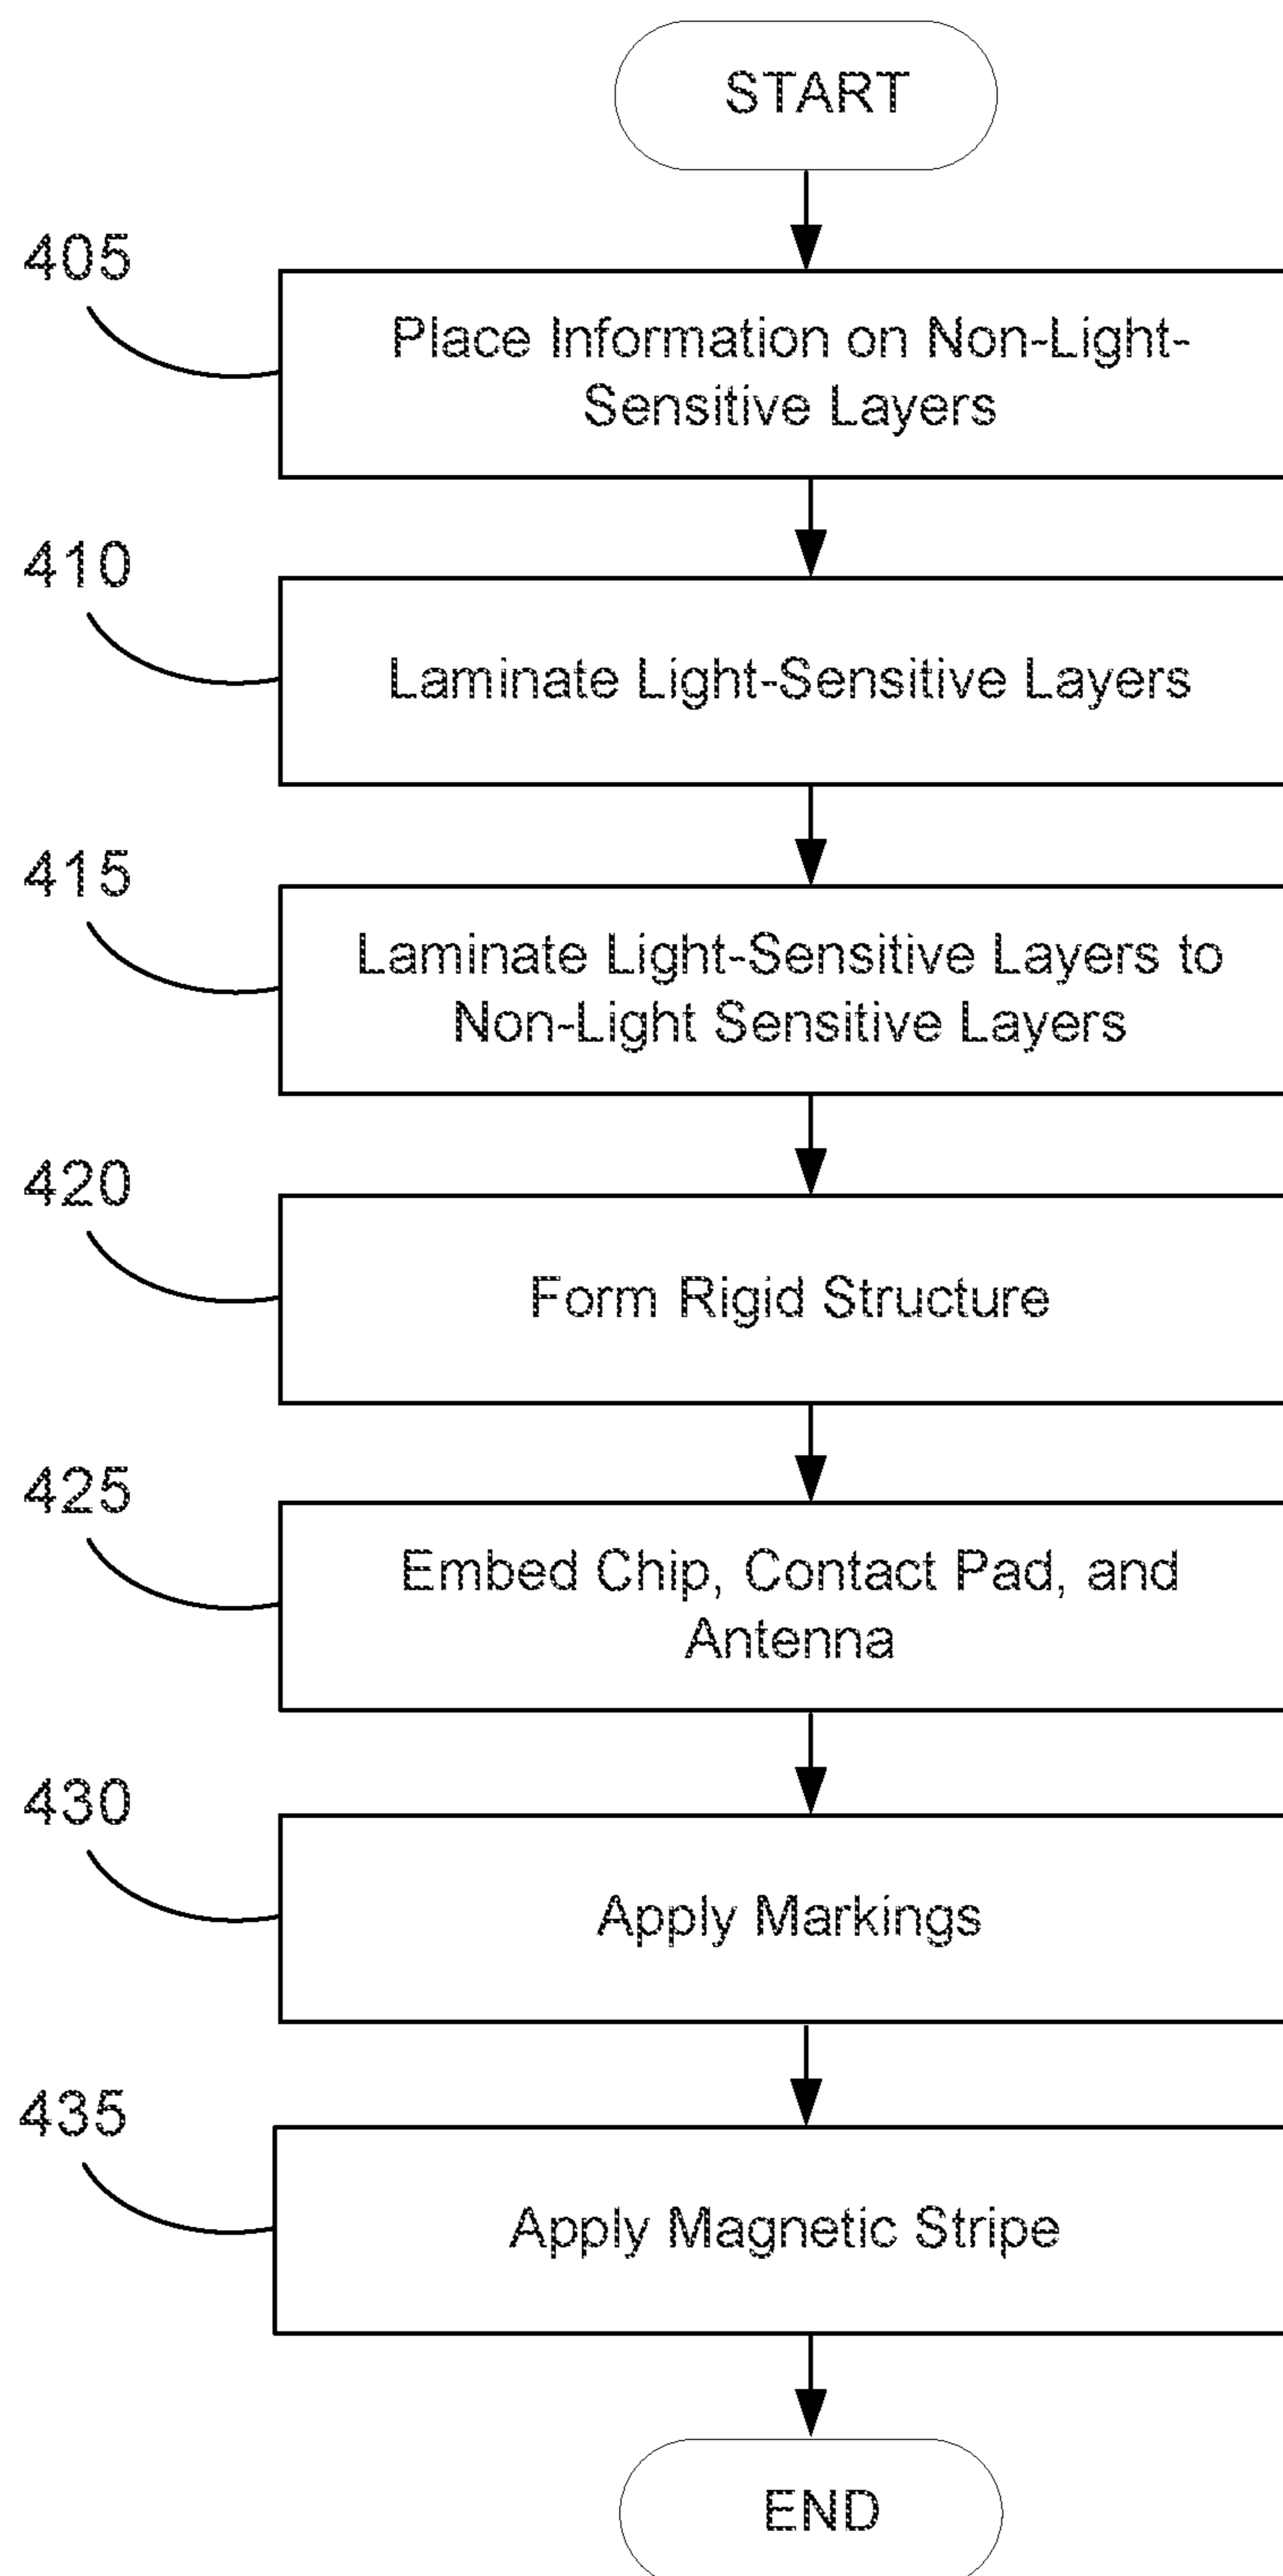 START
405
Place Information on Non-Light-
Sensitive Layers
410
Laminate Light-Sensitive Layers
415
Laminate Light-Sensitive Layers to
Non-Light Sensitive Layers
420
Form Rigid Structure
425
Embed Chip, Contact Pad, and
Antenna
430
Apply Markings
435
Apply Magnetic Stripe
END